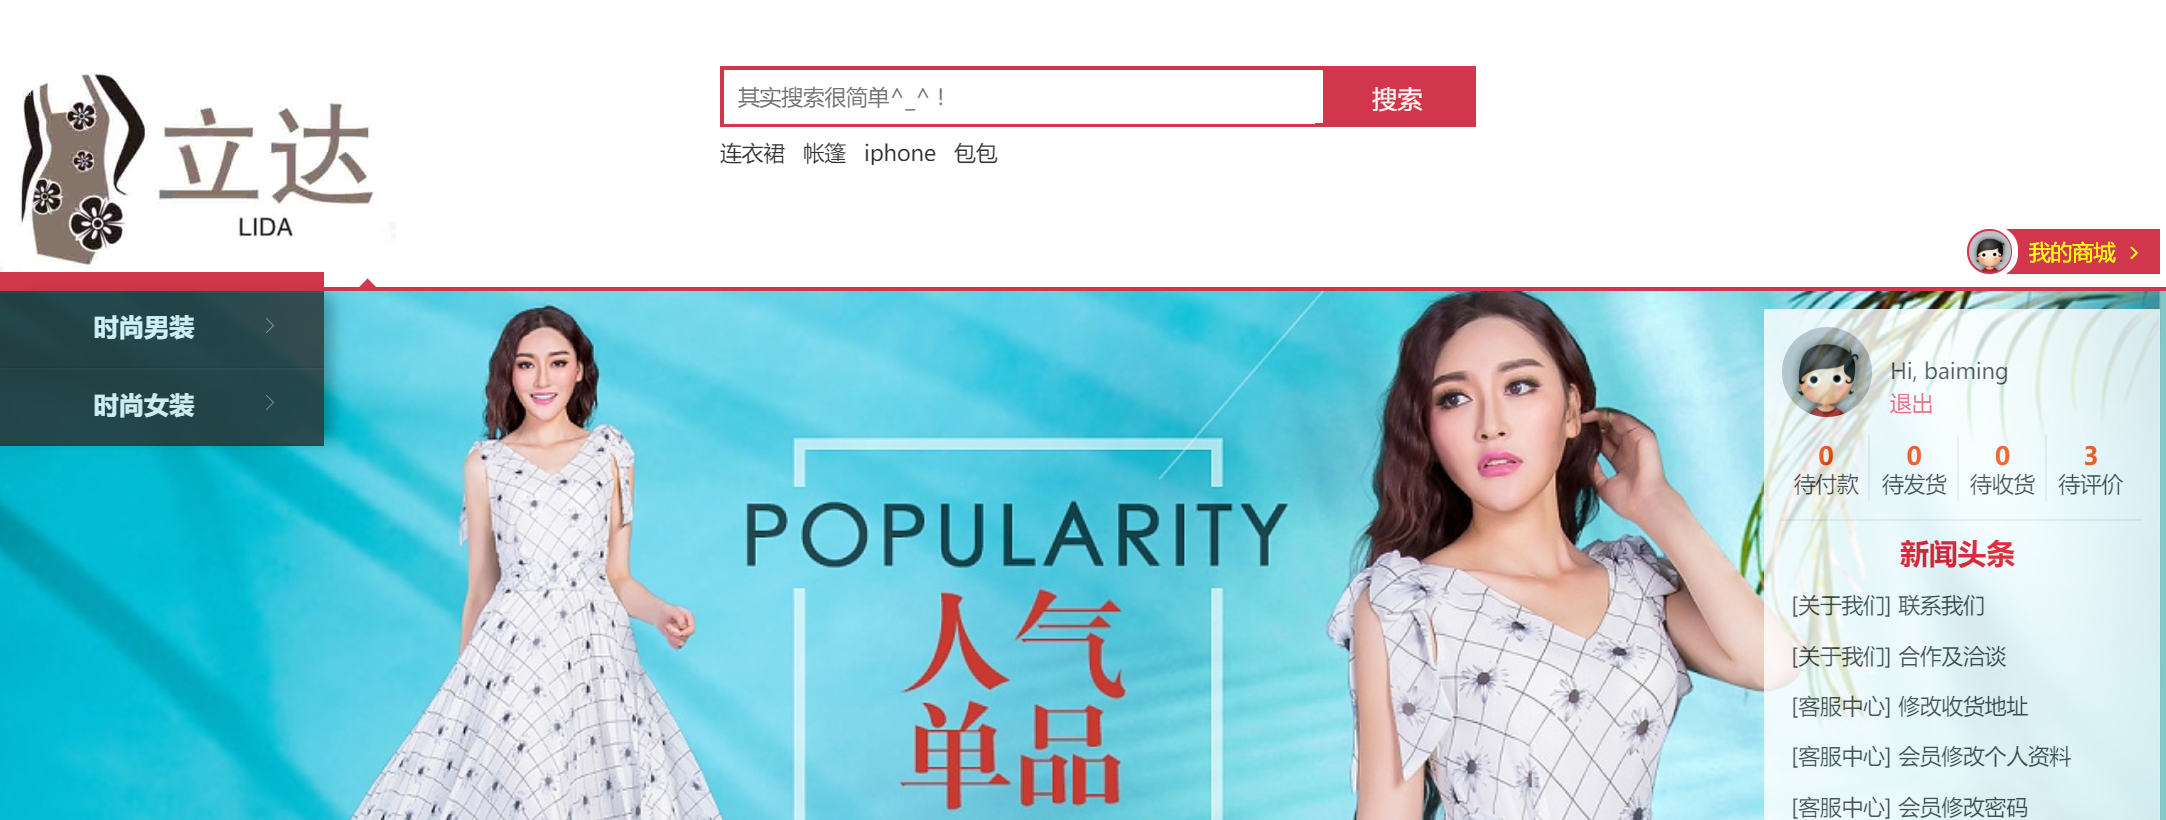 其实搜索很简单^_^！
搜索
连衣裙 帐篷 iphone 包包
立达
LIDA
我的商城 >
时尚男装
时尚女装
POPULARITY
人气
单品
Hi, baiming
退出
0 0 0 3
待付款 待发货 待收货 待评价
新闻头条
[关于我们] 联系我们
[关于我们] 合作及洽谈
[客服中心] 修改收货地址
[客服中心] 会员修改个人资料
[客服中心] 会员修改密码